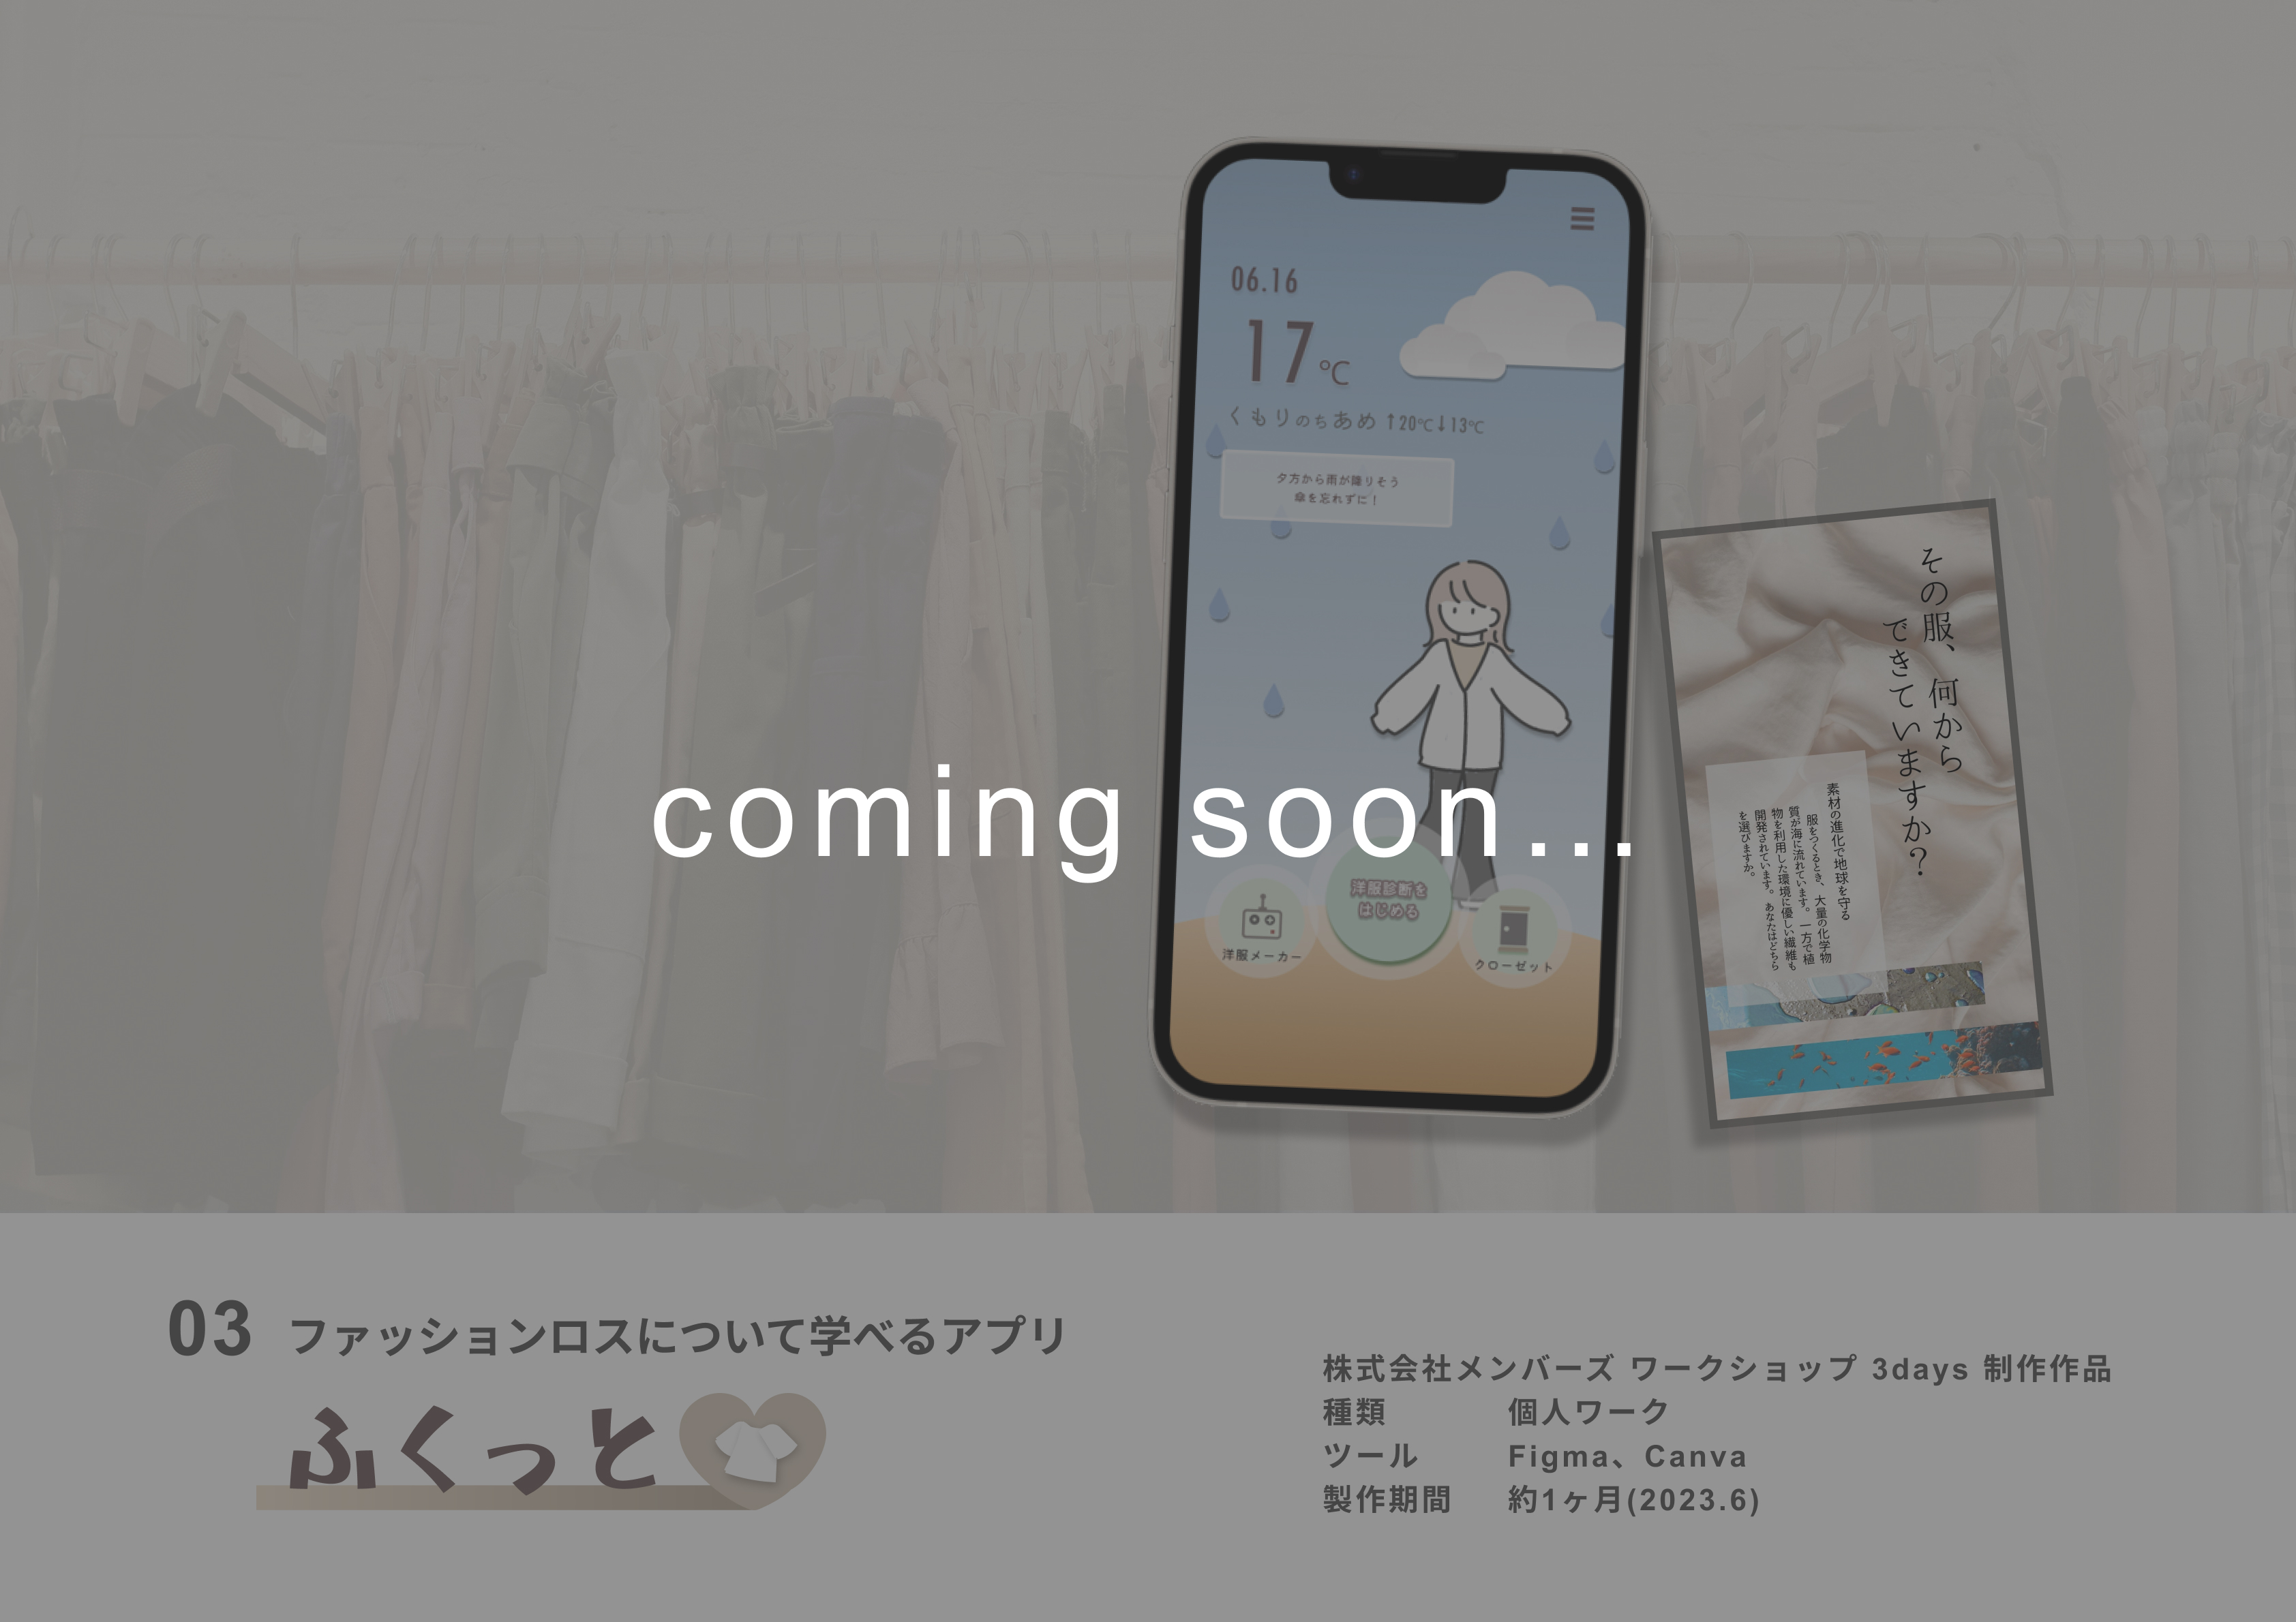 06.16
17℃
くもりのちあめ ↑20℃↓13℃
夕方から雨が降りそう
傘を忘れずに！
洋服診断を
はじめる
洋服メーカー
クローゼット
その服、何から
できていますか？
素材の進化で地球を守る
服をつくるとき、大量の化学物
質が海に流れています。一方で植
物を利用した環境に優しい繊維も
開発されています。あなたはどちら
を選びますか。
coming soon...
03 ファッションロスについて学べるアプリ
ふくっと
株式会社メンバーズ ワークショップ 3days 制作作品
種類 個人ワーク
ツール Figma、Canva
製作期間 約1ヶ月(2023.6)